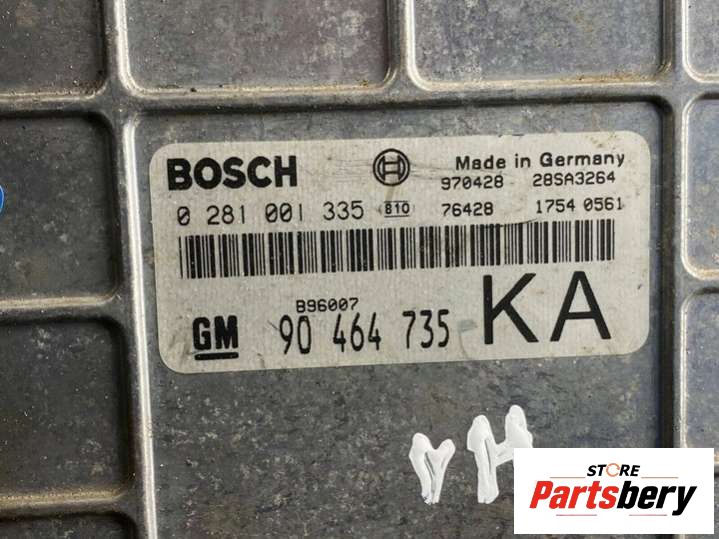 BOSCH Made in Germany
970428 28SA3264
0 281 001 335 810 76428 1754 0561
B96007
GM 90 464 735 KA
YH
STORE
Partsbery